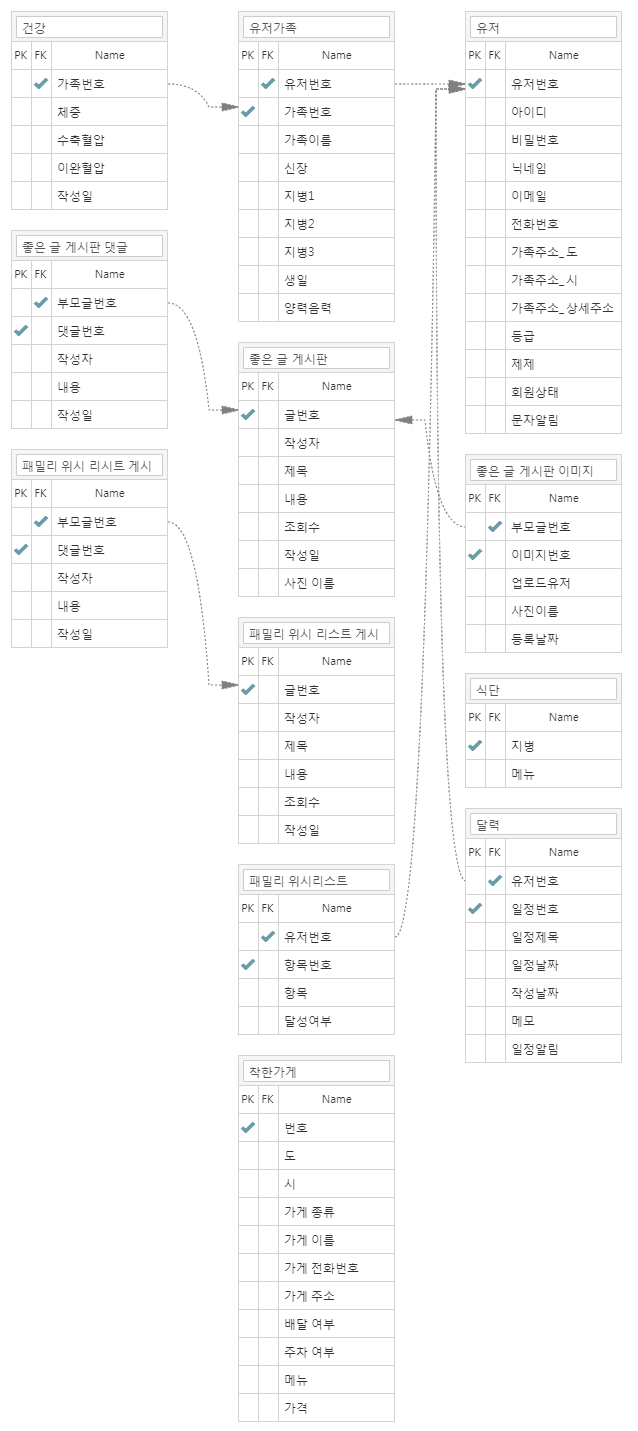 건강
PK FK Name
가족번호
체중
수축혈압
이완혈압
작성일
좋은 글 게시판 댓글
PK FK Name
부모글번호
댓글번호
작성자
내용
작성일
패밀리 위시 리시트 게시
PK FK Name
부모글번호
댓글번호
작성자
내용
작성일
유저가족
PK FK Name
유저번호
가족번호
가족이름
신장
지병1
지병2
지병3
생일
양력음력
좋은 글 게시판
PK FK Name
글번호
작성자
제목
내용
조회수
작성일
사진 이름
패밀리 위시 리스트 게시
PK FK Name
글번호
작성자
제목
내용
조회수
작성일
패밀리 위시리스트
PK FK Name
유저번호
항목번호
항목
달성여부
착한가게
PK FK Name
번호
도
시
가게 종류
가게 이름
가게 전화번호
가게 주소
배달 여부
주차 여부
메뉴
가격
유저
PK FK Name
유저번호
아이디
비밀번호
닉네임
이메일
전화번호
가족주소_도
가족주소_시
가족주소_상세주소
등급
제제
회원상태
문자알림
좋은 글 게시판 이미지
PK FK Name
부모글번호
이미지번호
업로드유저
사진이름
등록날짜
식단
PK FK Name
지병
메뉴
달력
PK FK Name
유저번호
일정번호
일정제목
일정날짜
작성날짜
메모
일정알림